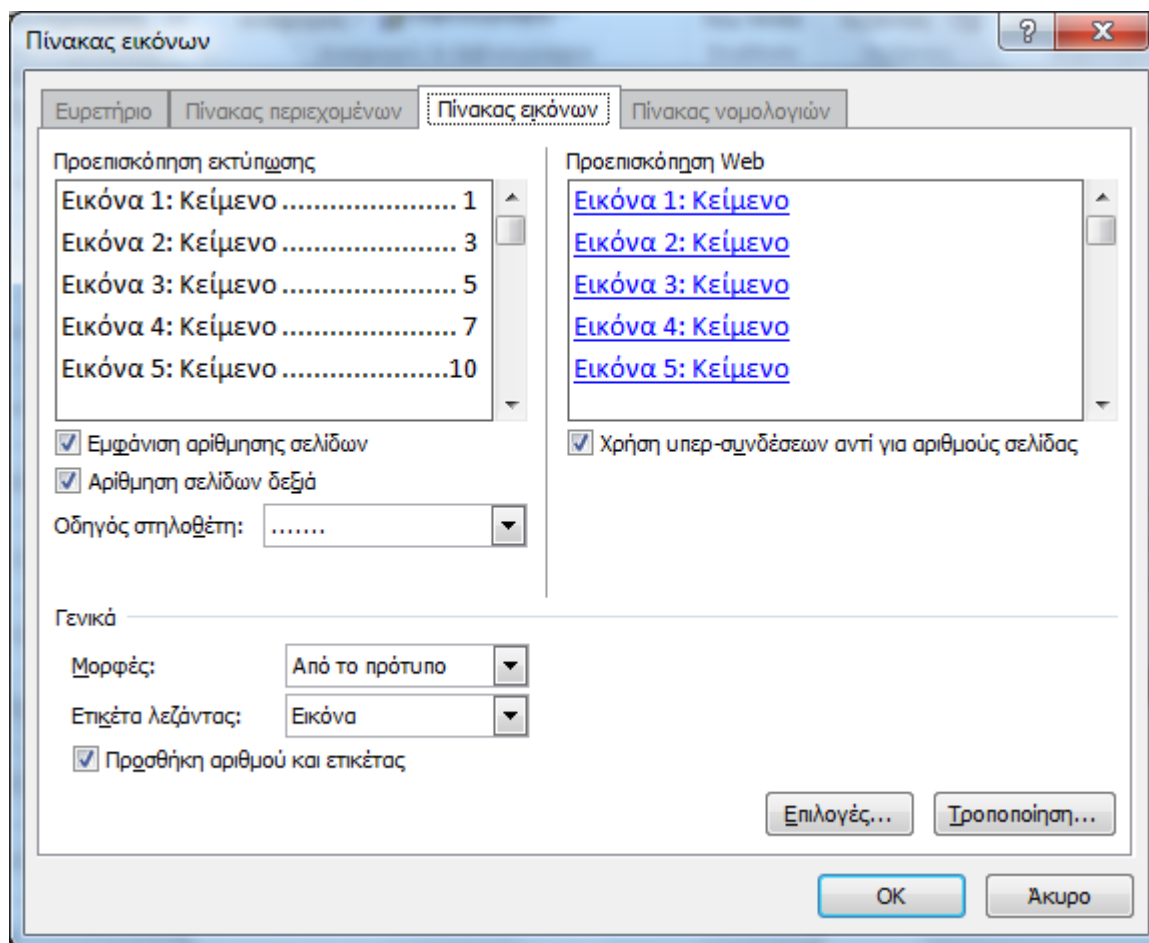 Πίνακας εικόνων
Ευρετήριο
Πίνακας περιεχομένων
Πίνακας εικόνων
Πίνακας νομολογιών
Προεπισκόπηση εκτύπωσης
Εικόνα 1: Κείμενο ...................... 1
Εικόνα 2: Κείμενο ...................... 3
Εικόνα 3: Κείμενο ...................... 5
Εικόνα 4: Κείμενο ...................... 7
Εικόνα 5: Κείμενο .....................10
Προεπισκόπηση Web
Εικόνα 1: Κείμενο
Εικόνα 2: Κείμενο
Εικόνα 3: Κείμενο
Εικόνα 4: Κείμενο
Εικόνα 5: Κείμενο
Εμφάνιση αρίθμησης σελίδων
Αρίθμηση σελίδων δεξιά
Οδηγός στηλοθέτη: .......
Χρήση υπερ-συνδέσεων αντί για αριθμούς σελίδας
Γενικά
Μορφές: Από το πρότυπο
Ετικέτα λεζάντας: Εικόνα
Προσθήκη αριθμού και ετικέτας
Επιλογές...
Τροποποίηση...
OK
Άκυρο